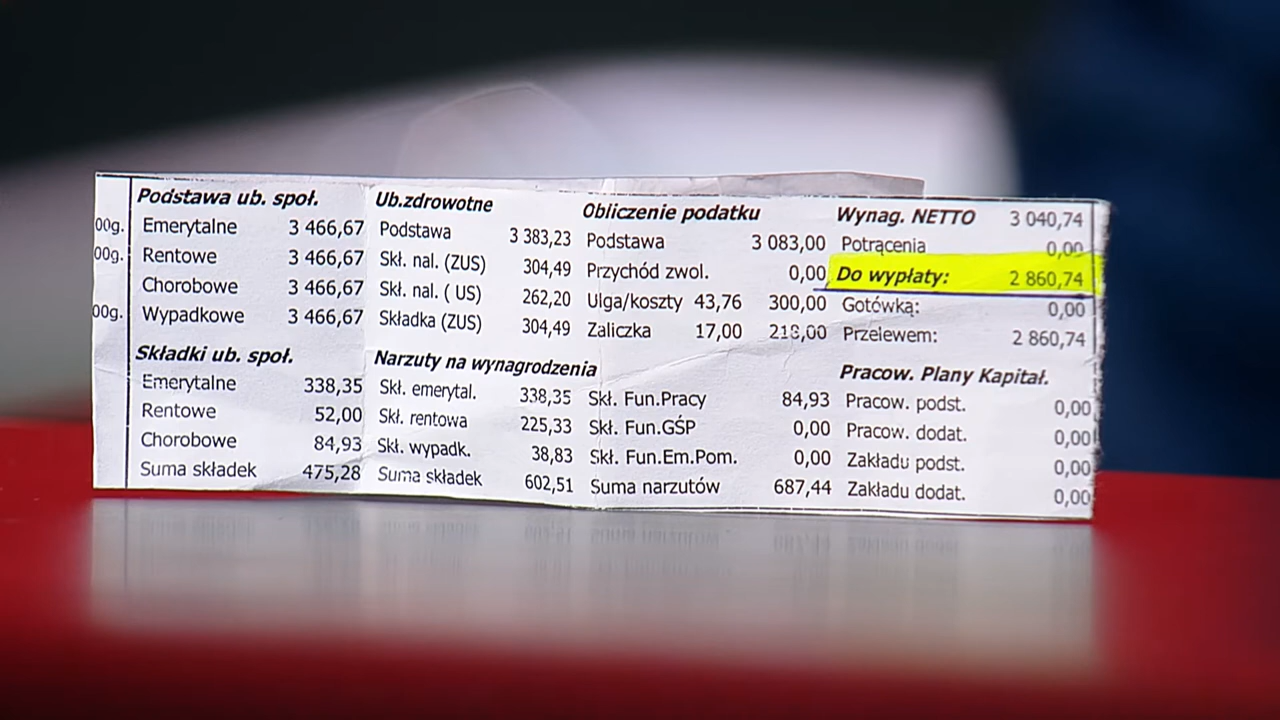 Podstawa ub. społ.
00g. Emerytalne 3 466,67
00g. Rentowe 3 466,67
Chorobowe 3 466,67
00g. Wypadkowe 3 466,67
Składki ub. społ.
Emerytalne 338,35
Rentowe 52,00
Chorobowe 84,93
Suma składek 475,28
Ub.zdrowotne
Podstawa 3 383,23
Skł. nal. (ZUS) 304,49
Skł. nal. ( US) 262,20
Składka (ZUS) 304,49
Narzuty na wynagrodzenia
Skł. emerytal. 338,35
Skł. rentowa 225,33
Skł. wypadk. 38,83
Suma składek 602,51
Obliczenie podatku
Podstawa 3 083,00
Przychód zwol. 0,00
Ulga/koszty 43,76 300,00
Zaliczka 17,00 218,00
Skł. Fun.Pracy 84,93
Skł. Fun.GŚP 0,00
Skł. Fun.Em.Pom. 0,00
Suma narzutów 687,44
Wynag. NETTO 3 040,74
Potrącenia 0,00
Do wypłaty: 2 860,74
Gotówką: 0,00
Przelewem: 2 860,74
Pracow. Plany Kapitał.
Pracow. podst. 0,00
Pracow. dodat. 0,00
Zakładu podst. 0,00
Zakładu dodat. 0,00